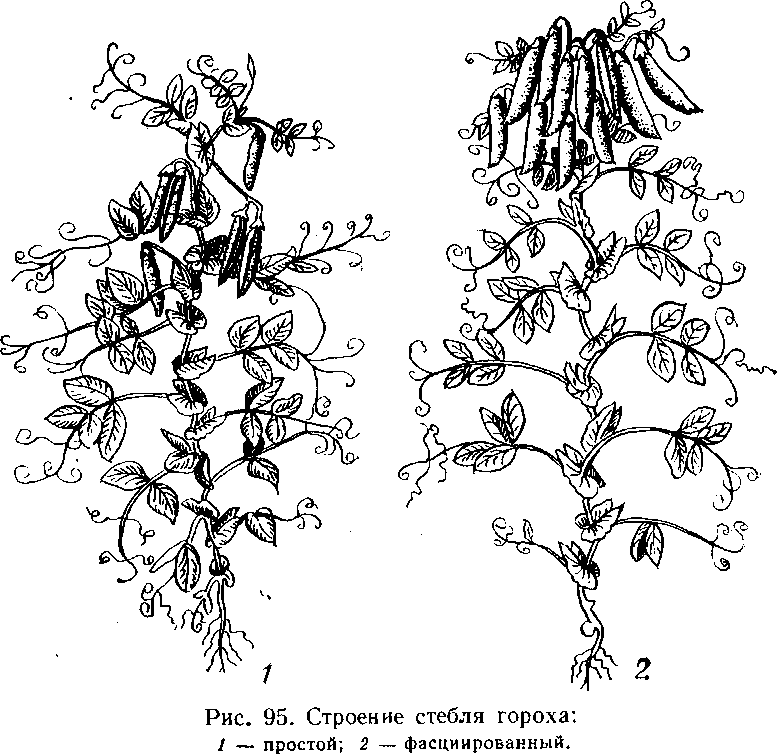 1
2
Рис. 95. Строение стебля гороха:
1 — простой; 2 — фасциированный.